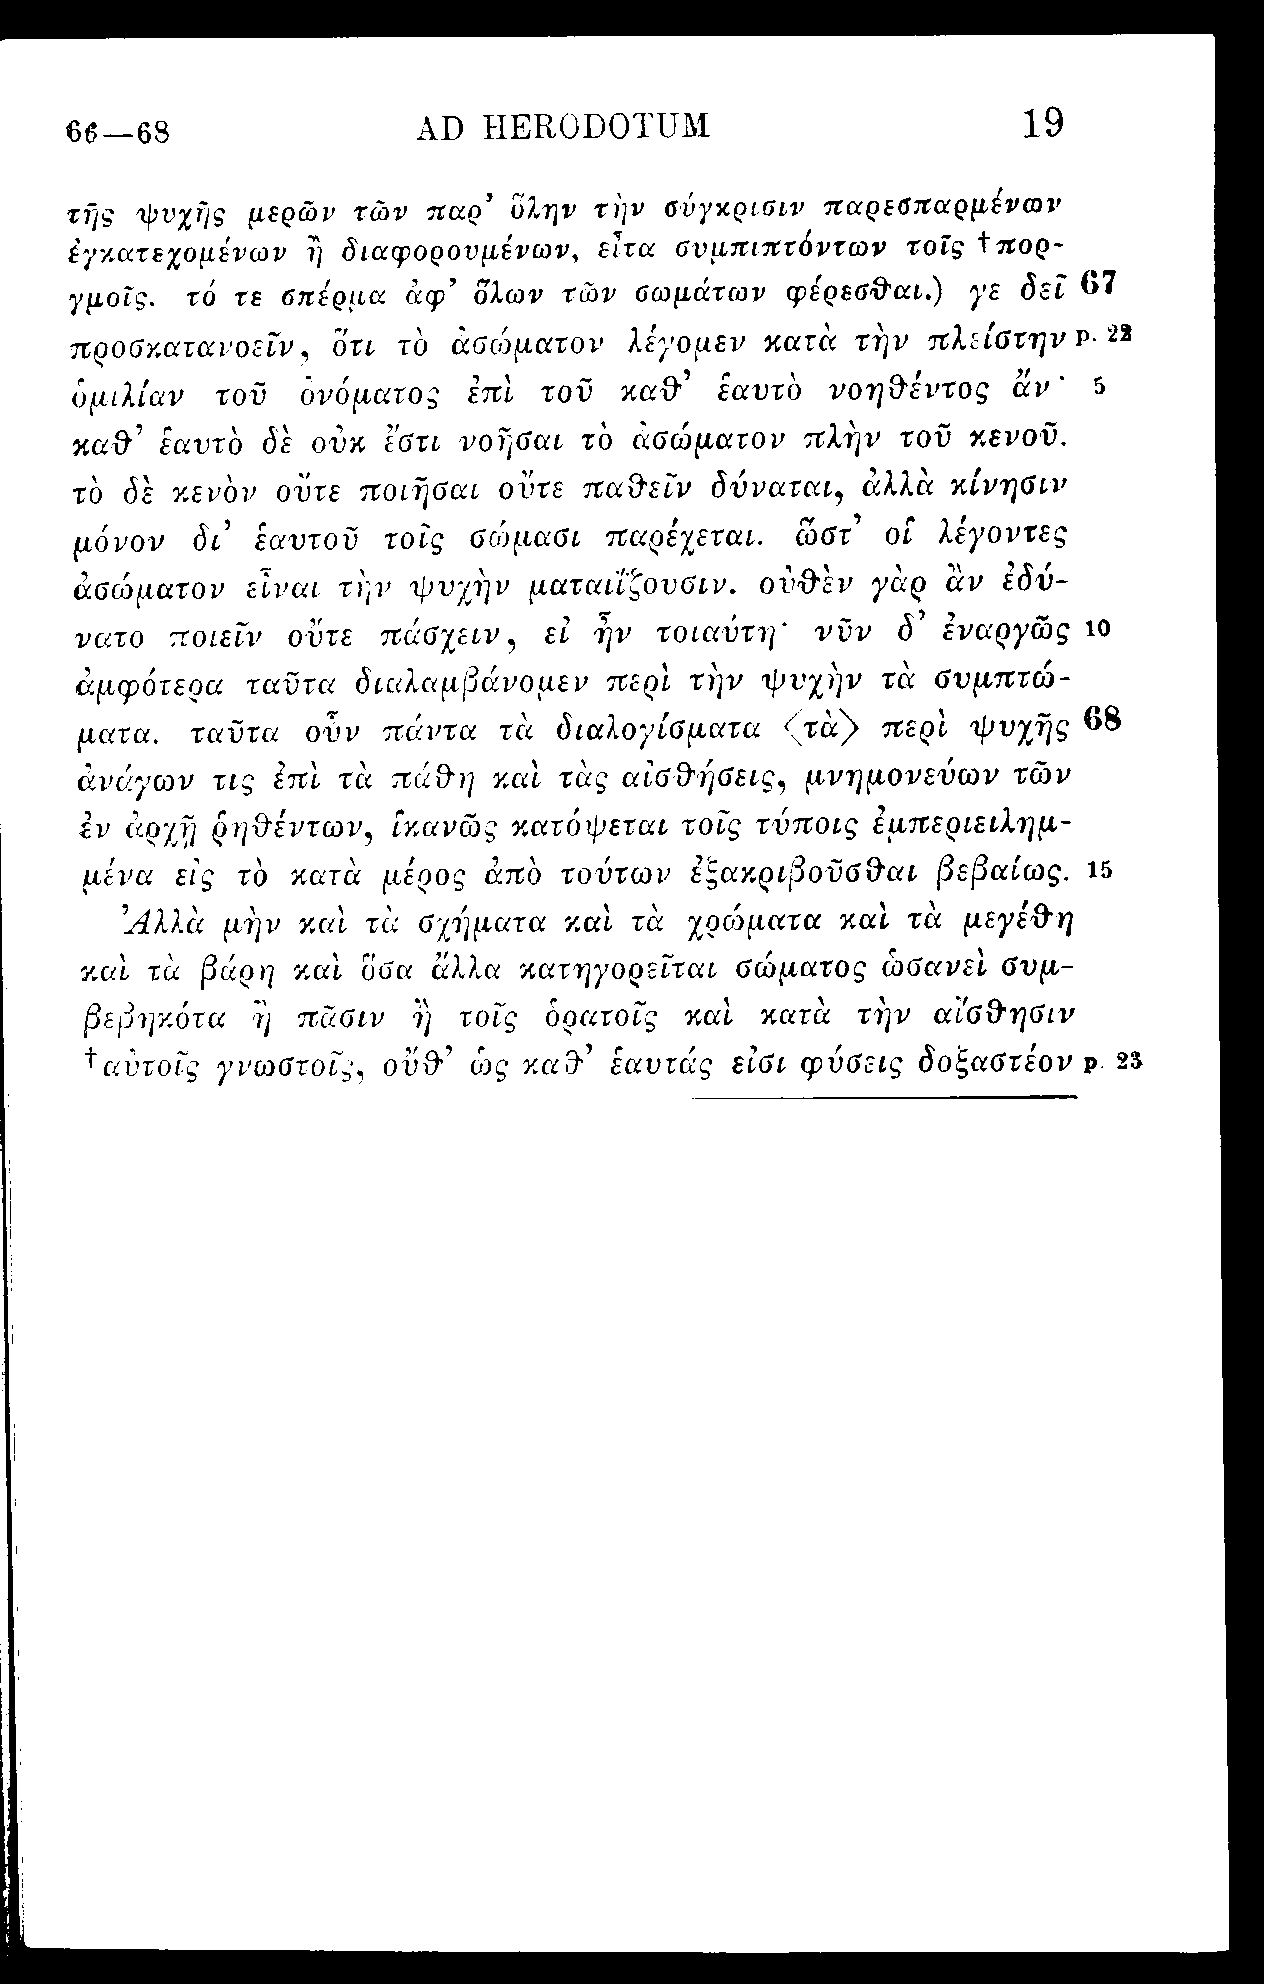 66—68 AD HERODOTUM 19
τῆς ψυχῆς μερῶν τῶν παρ’ ὅλην τὴν σύγκρισιν παρεσπαρμένων
ἐγκατεχομένων ἢ διαφορουμένων, εἶτα συμπιπτόντων τοῖς †πορ-
γμοῖς. τό τε σπέρμα ἀφ’ ὅλων τῶν σωμάτων φέρεσθαι.) γε δεῖ 67
προσκατανοεῖν, ὅτι τὸ ἀσώματον λέγομεν κατὰ τὴν πλείστην p. 22
ὁμιλίαν τοῦ ὀνόματος ἐπὶ τοῦ καθ’ ἑαυτὸ νοηθέντος ἄν· 5
καθ’ ἑαυτὸ δὲ οὐκ ἔστι νοῆσαι τὸ ἀσώματον πλὴν τοῦ κενοῦ.
τὸ δὲ κενὸν οὔτε ποιῆσαι οὔτε παθεῖν δύναται, ἀλλὰ κίνησιν
μόνον δι’ ἑαυτοῦ τοῖς σώμασι παρέχεται. ὥστ’ οἱ λέγοντες
ἀσώματον εἶναι τὴν ψυχὴν ματαιΐζουσιν. οὐθὲν γὰρ ἂν ἐδύ-
νατο ποιεῖν οὔτε πάσχειν, εἰ ἦν τοιαύτη· νῦν δ’ ἐναργῶς 10
ἀμφότερα ταῦτα διαλαμβάνομεν περὶ τὴν ψυχὴν τὰ συμπτώ-
ματα. ταῦτα οὖν πάντα τὰ διαλογίσματα ⟨τὰ⟩ περὶ ψυχῆς 68
ἀνάγων τις ἐπὶ τὰ πάθη καὶ τὰς αἰσθήσεις, μνημονεύων τῶν
ἐν ἀρχῇ ῥηθέντων, ἱκανῶς κατόψεται τοῖς τύποις ἐμπεριειλημ-
μένα εἰς τὸ κατὰ μέρος ἀπὸ τούτων ἐξακριβοῦσθαι βεβαίως. 15
Ἀλλὰ μὴν καὶ τὰ σχήματα καὶ τὰ χρώματα καὶ τὰ μεγέθη
καὶ τὰ βάρη καὶ ὅσα ἄλλα κατηγορεῖται σώματος ὡσανεὶ συμ-
βεβηκότα ἢ πᾶσιν ἢ τοῖς ὁρατοῖς καὶ κατὰ τὴν αἴσθησιν
†αὐτοῖς γνωστοῖς, οὔθ’ ὡς καθ’ ἑαυτάς εἰσι φύσεις δοξαστέον p. 23